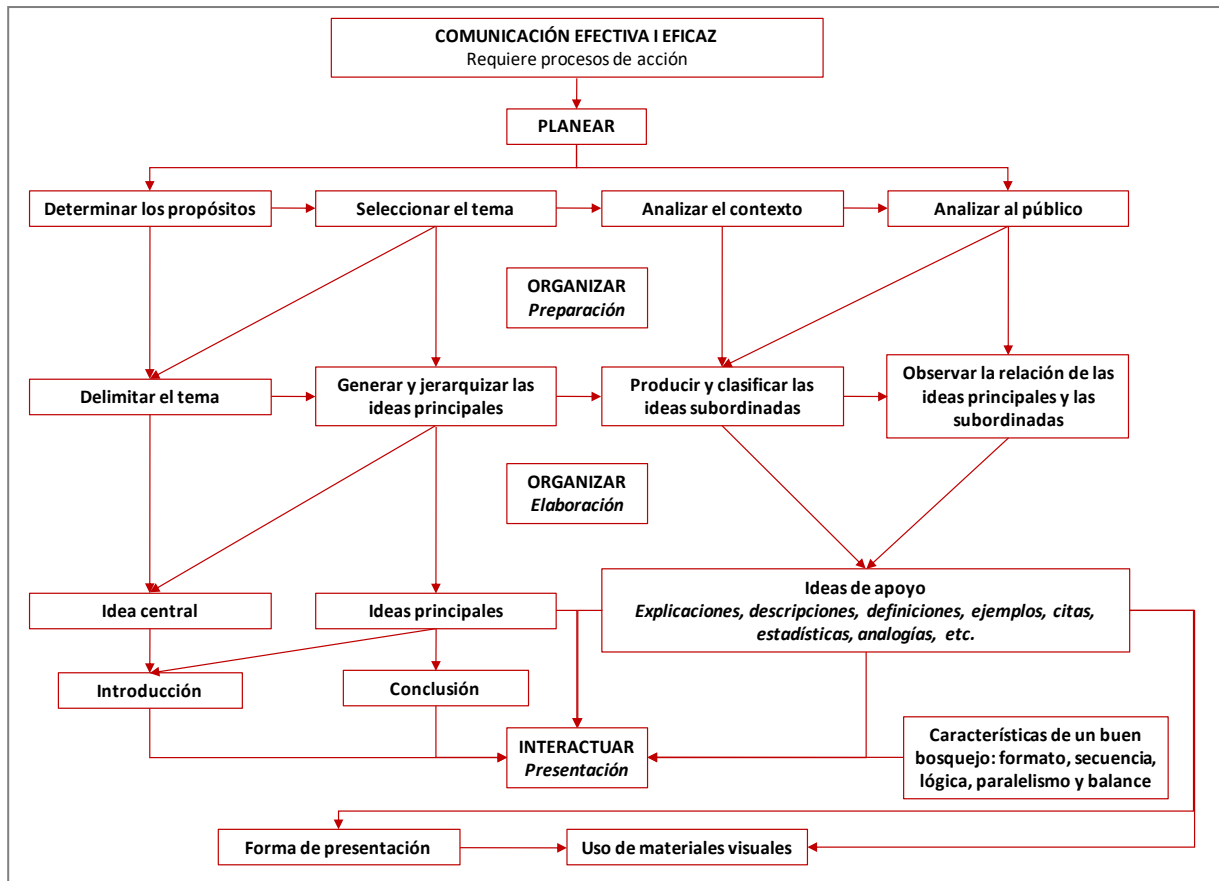 COMUNICACIÓN EFECTIVA I EFICAZ
Requiere procesos de acción
PLANEAR
Determinar los propósitos
Seleccionar el tema
Analizar el contexto
Analizar al público
ORGANIZAR
Preparación
Delimitar el tema
Generar y jerarquizar las
ideas principales
Producir y clasificar las
ideas subordinadas
Observar la relación de las
ideas principales y las
subordinadas
ORGANIZAR
Elaboración
Idea central
Ideas principales
Ideas de apoyo
Explicaciones, descripciones, definiciones, ejemplos, citas,
estadísticas, analogías, etc.
Introducción
Conclusión
INTERACTUAR
Presentación
Características de un buen
bosquejo: formato, secuencia,
lógica, paralelismo y balance
Forma de presentación
Uso de materiales visuales